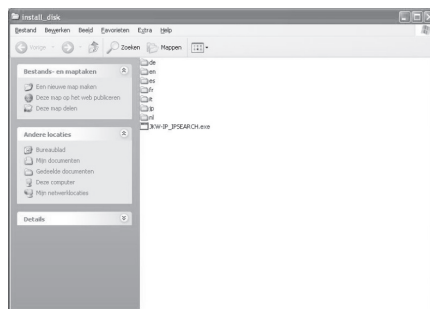 install_disk
Bestand Bewerken Beeld Favorieten Extra Help
Vorige Zoeken Mappen
Bestands- en maptaken
Een nieuwe map maken
Deze map op het web publiceren
Deze map delen
Andere locaties
Bureaublad
Mijn documenten
Gedeelde documenten
Deze computer
Mijn netwerklocaties
Details
de
en
es
fr
it
jp
nl
JKW-IP_IPSEARCH.exe